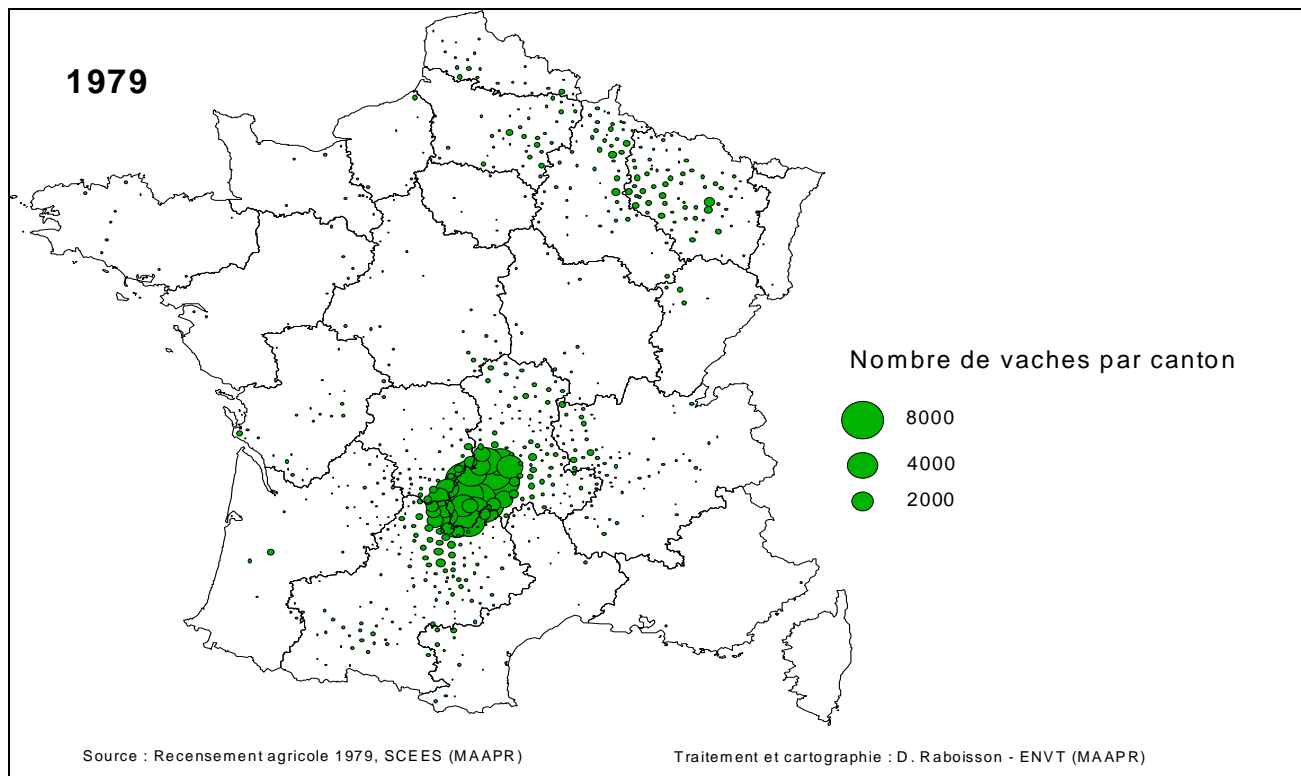 1979
Nombre de vaches par canton
8000
4000
2000
Source : Recensement agricole 1979, SCEES (MAAPR)
Traitement et cartographie : D. Raboisson - ENVT (MAAPR)